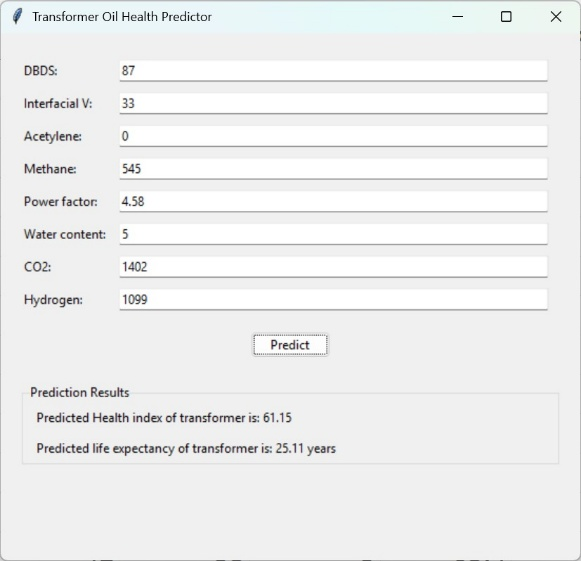 Transformer Oil Health Predictor
DBDS: 87
Interfacial V: 33
Acetylene: 0
Methane: 545
Power factor: 4.58
Water content: 5
CO2: 1402
Hydrogen: 1099
Predict
Prediction Results
Predicted Health index of transformer is: 61.15
Predicted life expectancy of transformer is: 25.11 years